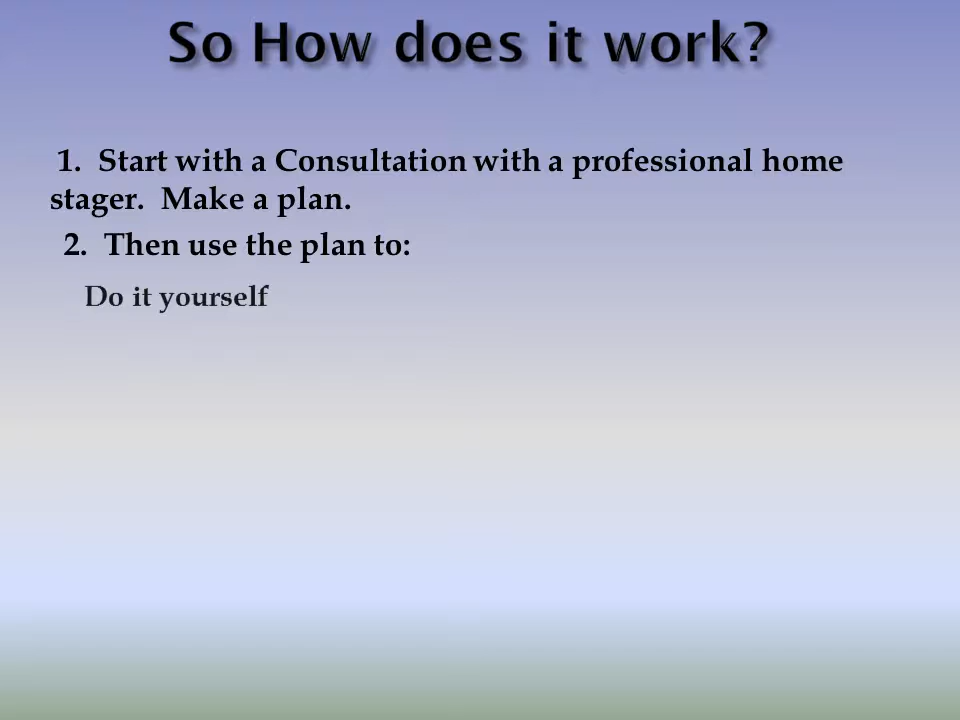 So How does it work?
1. Start with a Consultation with a professional home
stager. Make a plan.
2. Then use the plan to:
Do it yourself